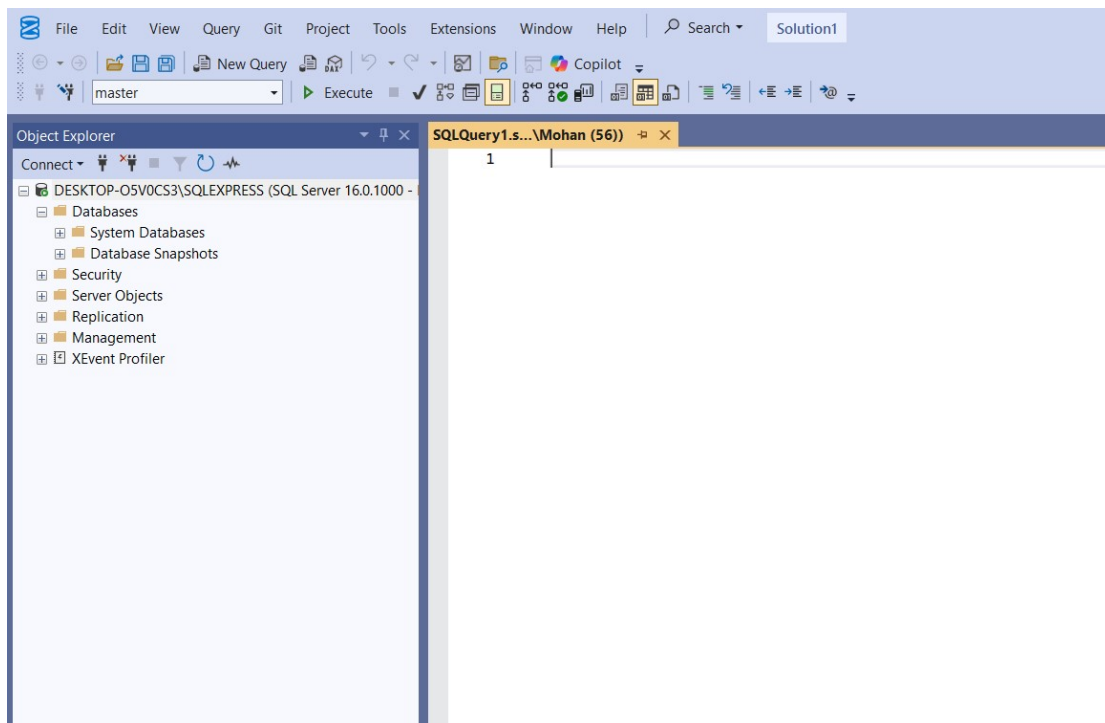 File Edit View Query Git Project Tools Extensions Window Help Search Solution1
New Query DAX Copilot
master Execute
Object Explorer
Connect
DESKTOP-O5V0CS3\SQLEXPRESS (SQL Server 16.0.1000 -
Databases
System Databases
Database Snapshots
Security
Server Objects
Replication
Management
XEvent Profiler
SQLQuery1.s...\Mohan (56))
1